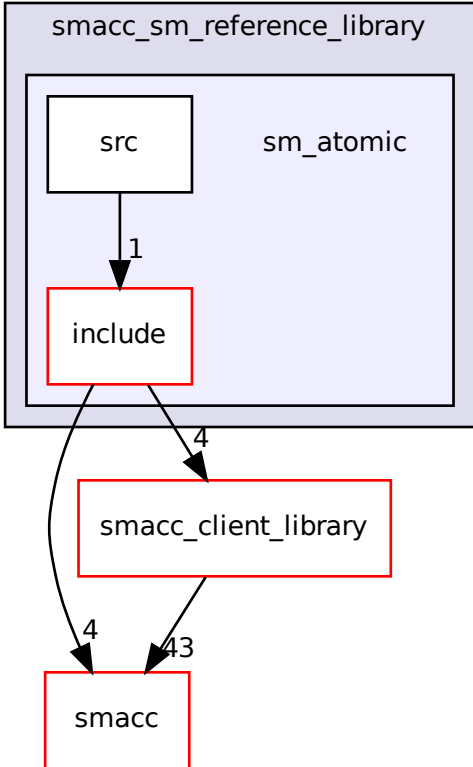 smacc_sm_reference_library
src
sm_atomic
1
include
4
smacc_client_library
4
43
smacc